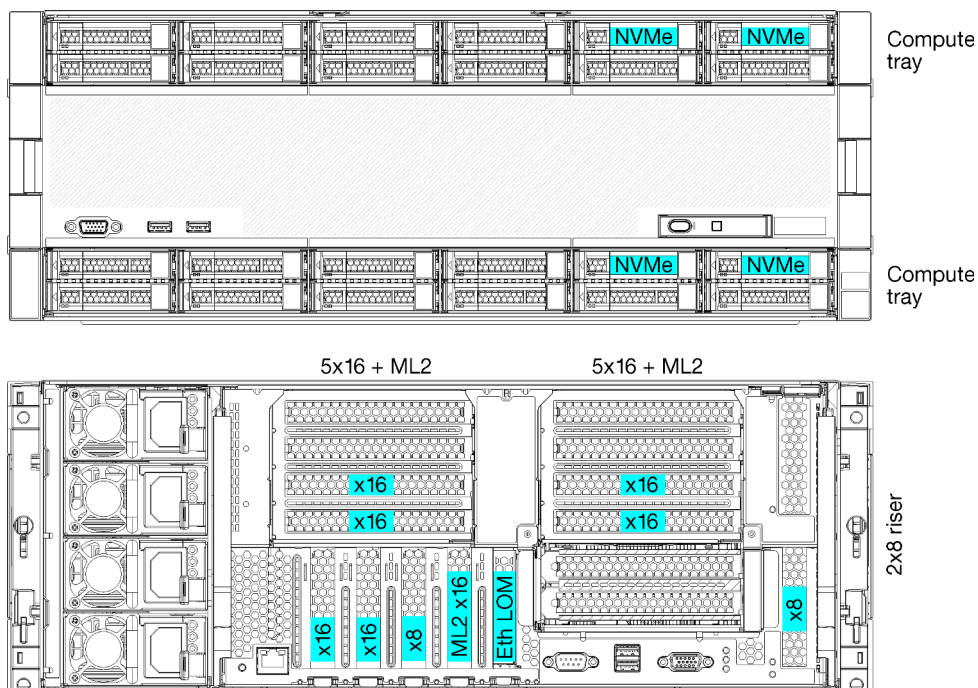 NVMe
NVMe
Compute
tray
NVMe
NVMe
Compute
tray
5x16 + ML2
5x16 + ML2
x16
x16
x16
x16
2x8 riser
x16
x16
x8
ML2 x16
Eth LOM
x8